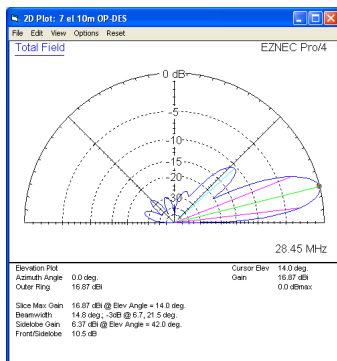 2D Plot: 7 el 10m OP-DES
File Edit View Options Reset
Total Field EZNEC Pro/4
0 dB
-5
-10
-15
-20
-30
28.45 MHz
Elevation Plot Cursor Elev 14.0 deg.
Azimuth Angle 0.0 deg. Gain 16.87 dBi
Outer Ring 16.87 dBi 0.0 dBmax
Slice Max Gain 16.87 dBi @ Elev Angle = 14.0 deg.
Beamwidth 14.8 deg.; -3dB @ 6.7, 21.5 deg.
Sidelobe Gain 6.37 dBi @ Elev Angle = 42.0 deg.
Front/Sidelobe 10.5 dB